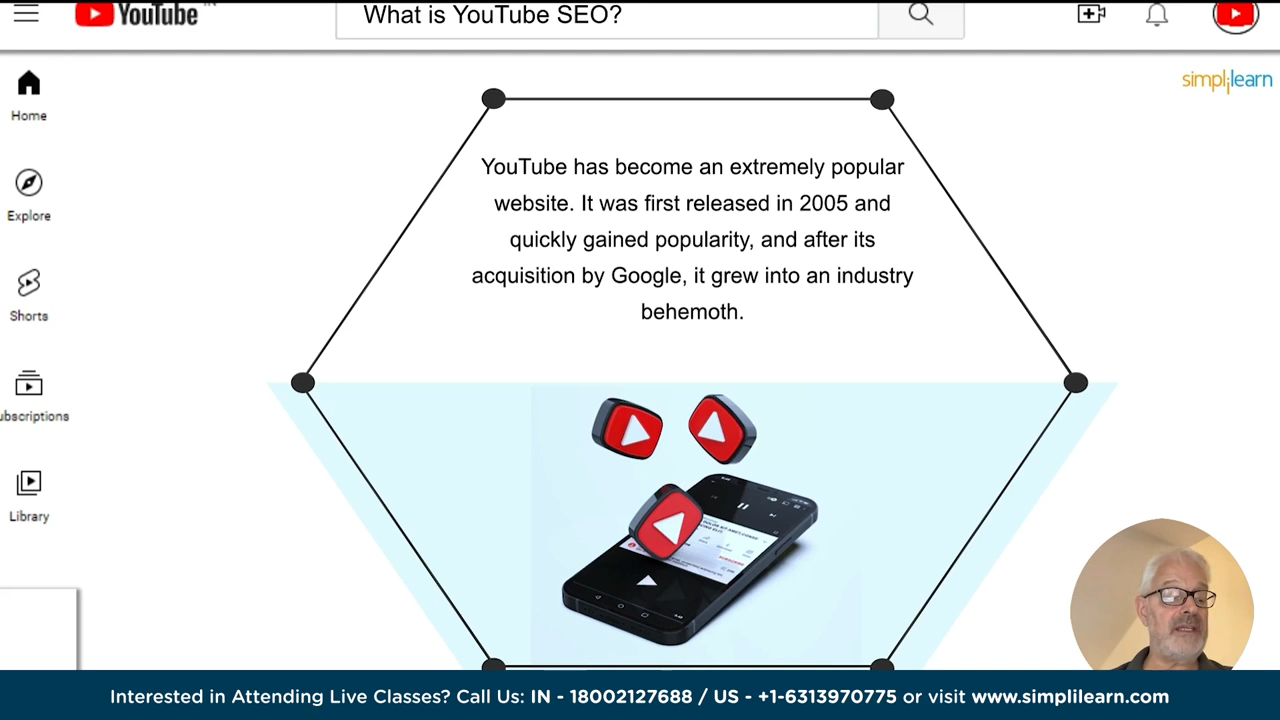 YouTube
What is YouTube SEO?
simplilearn
Home
Explore
Shorts
ubscriptions
Library
YouTube has become an extremely popular
website. It was first released in 2005 and
quickly gained popularity, and after its
acquisition by Google, it grew into an industry
behemoth.
Interested in Attending Live Classes? Call Us: IN - 18002127688 / US - +1-6313970775 or visit www.simplilearn.com